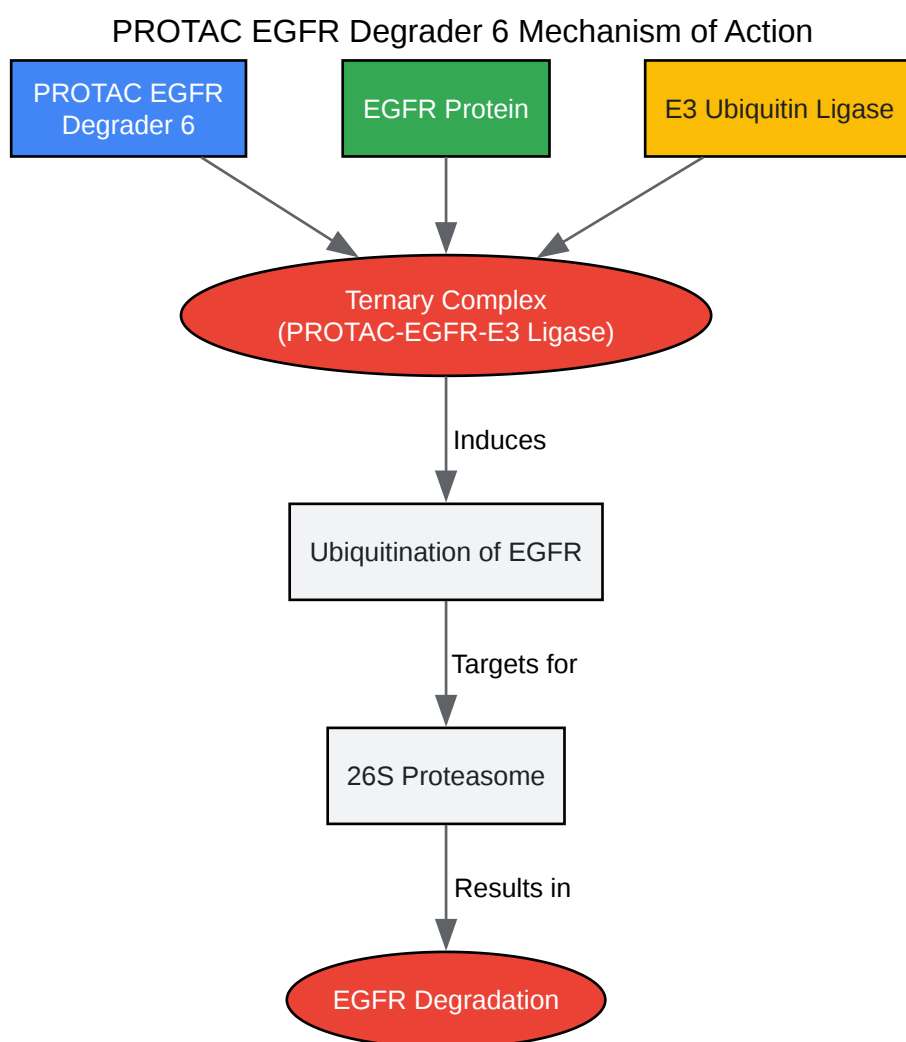 PROTAC EGFR Degrader 6 Mechanism of Action
PROTAC EGFR
Degrader 6
EGFR Protein
E3 Ubiquitin Ligase
Ternary Complex
(PROTAC-EGFR-E3 Ligase)
Induces
Ubiquitination of EGFR
Targets for
26S Proteasome
Results in
EGFR Degradation